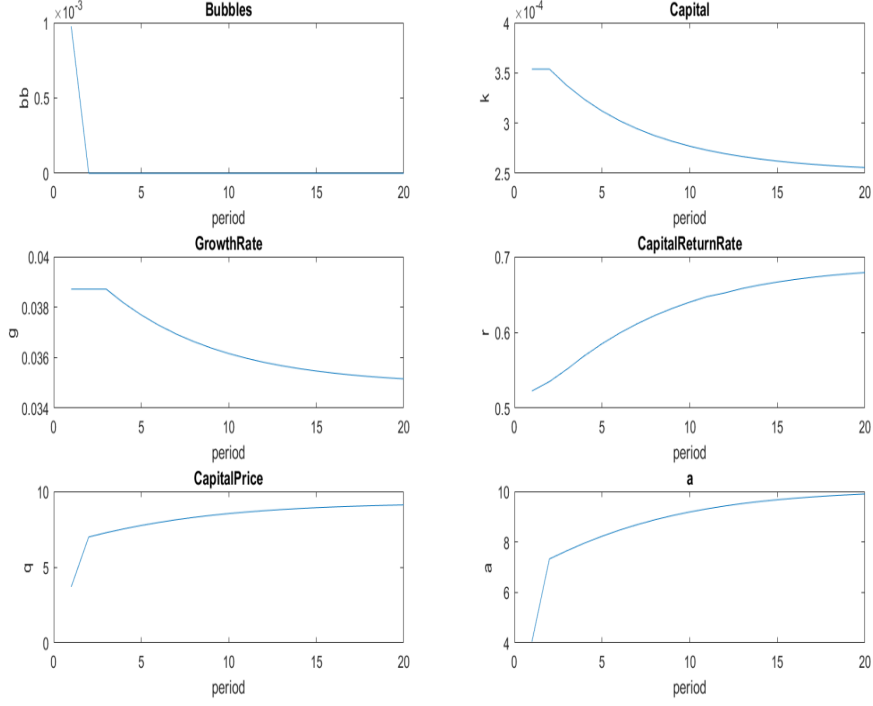 Bubbles
×10^-3
1
0.5
0
bb
0 5 10 15 20
period
Capital
×10^-4
4
3.5
3
2.5
k
0 5 10 15 20
period
GrowthRate
0.04
0.038
0.036
0.034
g
0 5 10 15 20
period
CapitalReturnRate
0.7
0.6
0.5
r
0 5 10 15 20
period
CapitalPrice
10
5
0
q
0 5 10 15 20
period
a
10
8
6
4
a
0 5 10 15 20
period